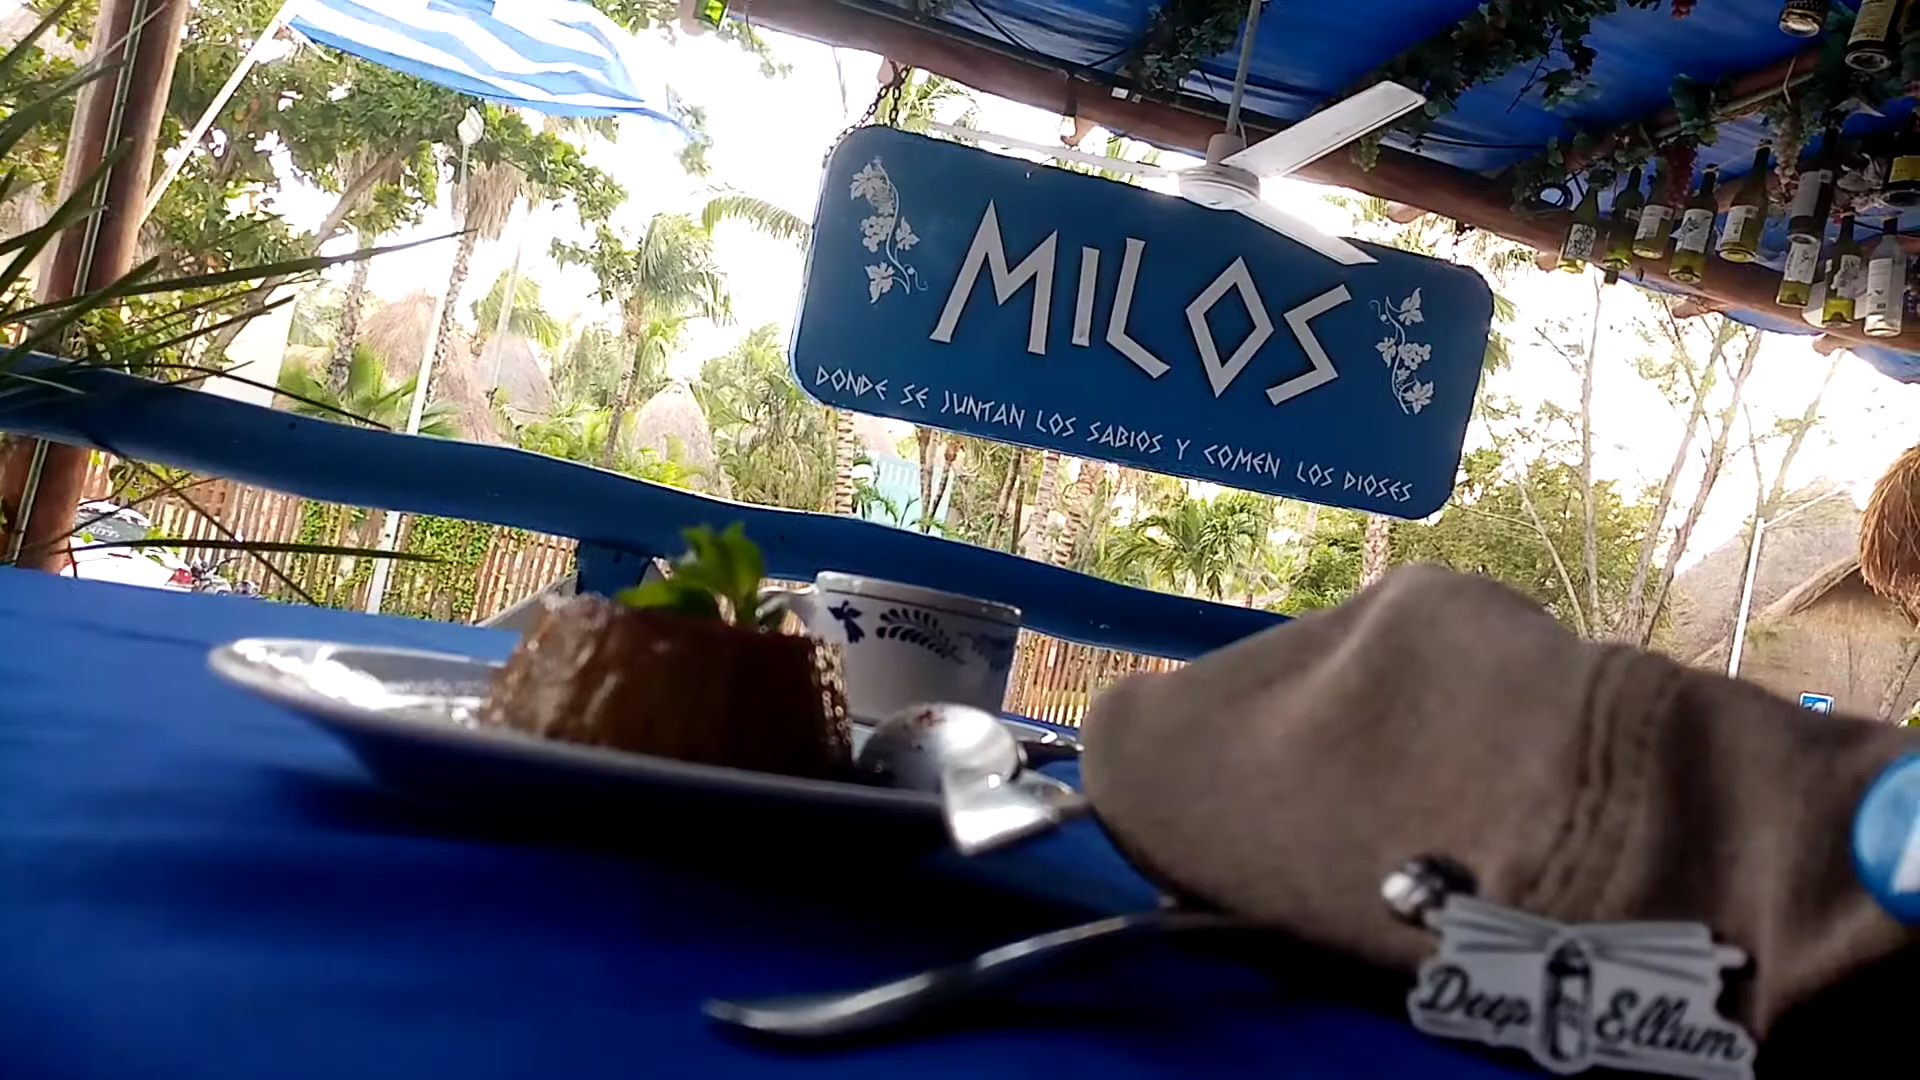 MILOS
DONDE SE JUNTAN LOS SABIOS Y COMEN LOS DIOSES
Deep Ellum